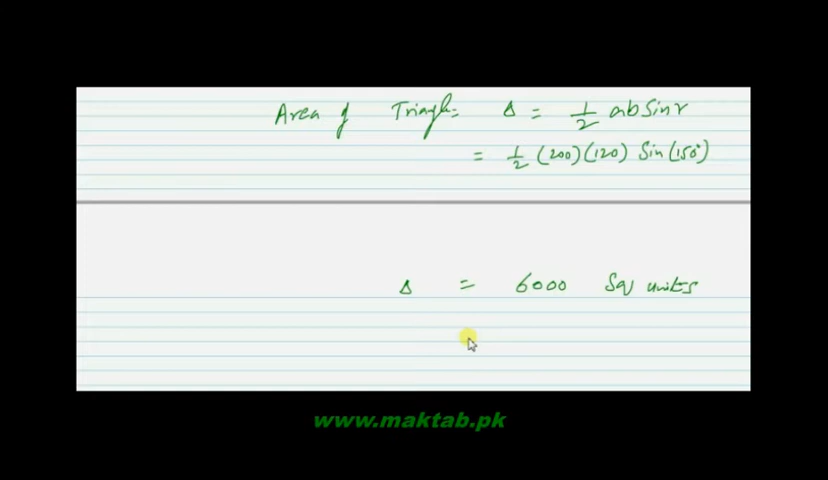 Area of Triangle = Δ = 1/2 ab Sin γ
= 1/2 (200)(120) Sin(150°)
Δ = 6000 Sq units
www.maktab.pk